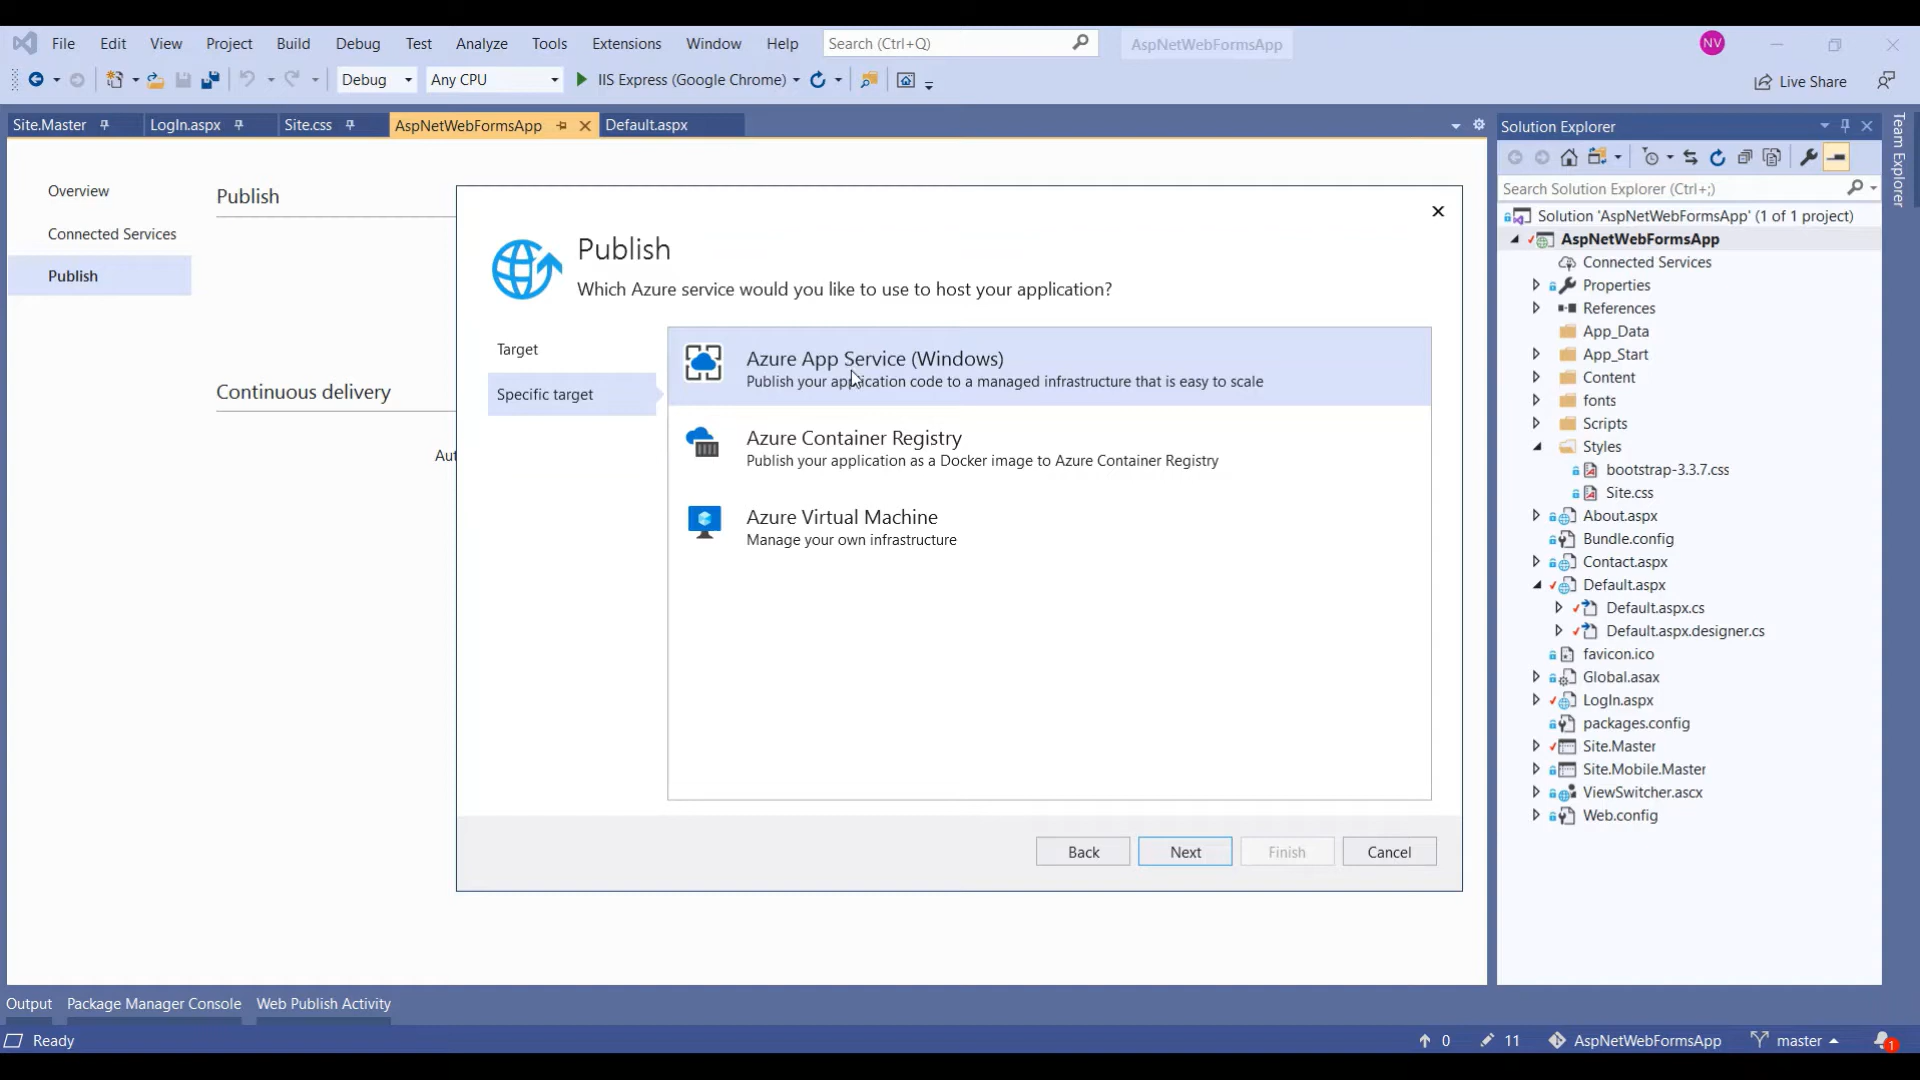 File Edit View Project Build Debug Test Analyze Tools Extensions Window Help Search (Ctrl+Q) AspNetWebFormsApp NV
Debug Any CPU IIS Express (Google Chrome) Live Share
Site.Master LogIn.aspx Site.css AspNetWebFormsApp Default.aspx
Overview
Connected Services
Publish
Publish
Continuous delivery
Aut
Publish
Which Azure service would you like to use to host your application?
Target
Specific target
Azure App Service (Windows)
Publish your application code to a managed infrastructure that is easy to scale
Azure Container Registry
Publish your application as a Docker image to Azure Container Registry
Azure Virtual Machine
Manage your own infrastructure
Back Next Finish Cancel
Solution Explorer
Search Solution Explorer (Ctrl+;)
Solution 'AspNetWebFormsApp' (1 of 1 project)
AspNetWebFormsApp
Connected Services
Properties
References
App_Data
App_Start
Content
fonts
Scripts
Styles
bootstrap-3.3.7.css
Site.css
About.aspx
Bundle.config
Contact.aspx
Default.aspx
Default.aspx.cs
Default.aspx.designer.cs
favicon.ico
Global.asax
LogIn.aspx
packages.config
Site.Master
Site.Mobile.Master
ViewSwitcher.ascx
Web.config
Team Explorer
Output Package Manager Console Web Publish Activity
Ready 0 11 AspNetWebFormsApp master 1